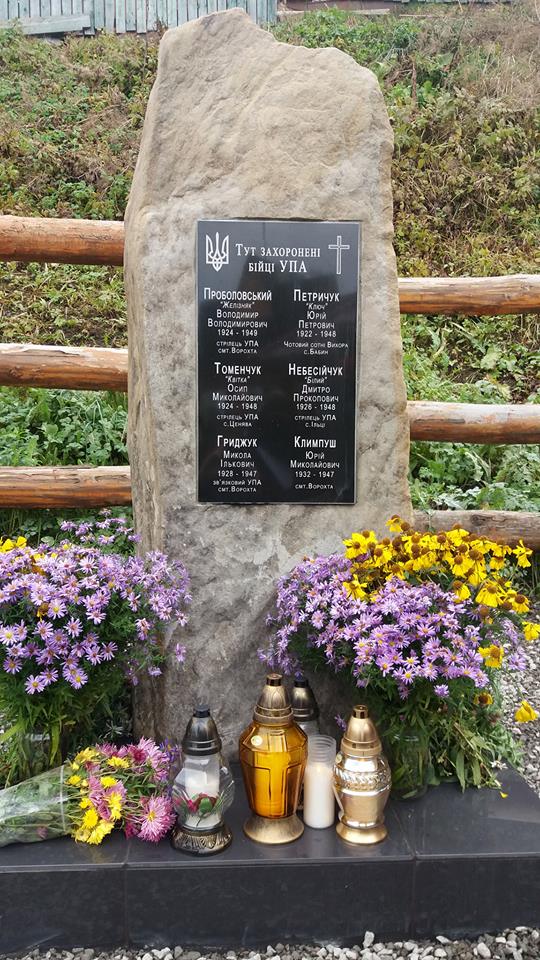 Тут захоронені
бійці УПА
Проболовський
"Желізняк"
Володимир
Володимирович
1924 - 1949
стрілець УПА
смт.Ворохта
Петричук
"Ключ"
Юрій
Петрович
1922 - 1948
Чотовий сотні Вихора
с.Бабин
Томенчук
"Квітка"
Осип
Миколайович
1924 - 1948
стрілець УПА
с.Ценява
Небесійчук
"Білий"
Дмитро
Прокопович
1926 - 1948
стрілець УПА
с.Ільці
Гриджук
Микола
Ількович
1928 - 1947
зв'язковий УПА
смт.Ворохта
Климпуш
Юрій
Миколайович
1932 - 1947
смт.Ворохта